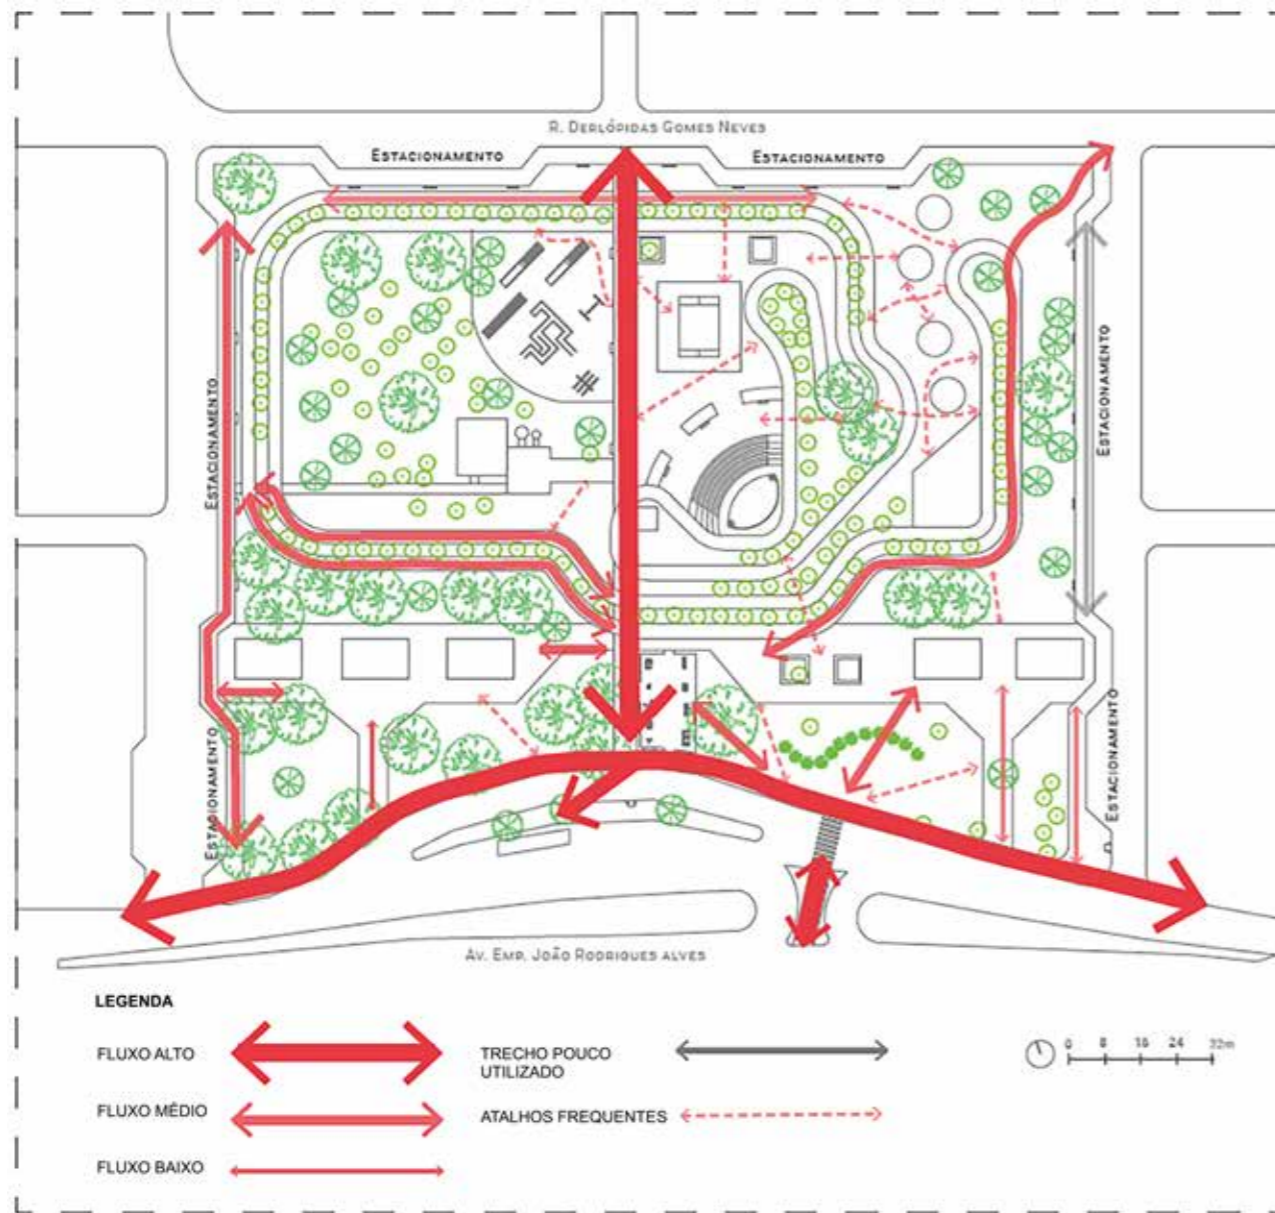 R. Derlópidas Gomes Neves
Estacionamento
Estacionamento
Estacionamento
Estacionamento
Estacionamento
Estacionamento
Av. Emp. João Rodrigues Alves
LEGENDA
FLUXO ALTO
FLUXO MÉDIO
FLUXO BAIXO
TRECHO POUCO
UTILIZADO
ATALHOS FREQUENTES
0 8 16 24 32m